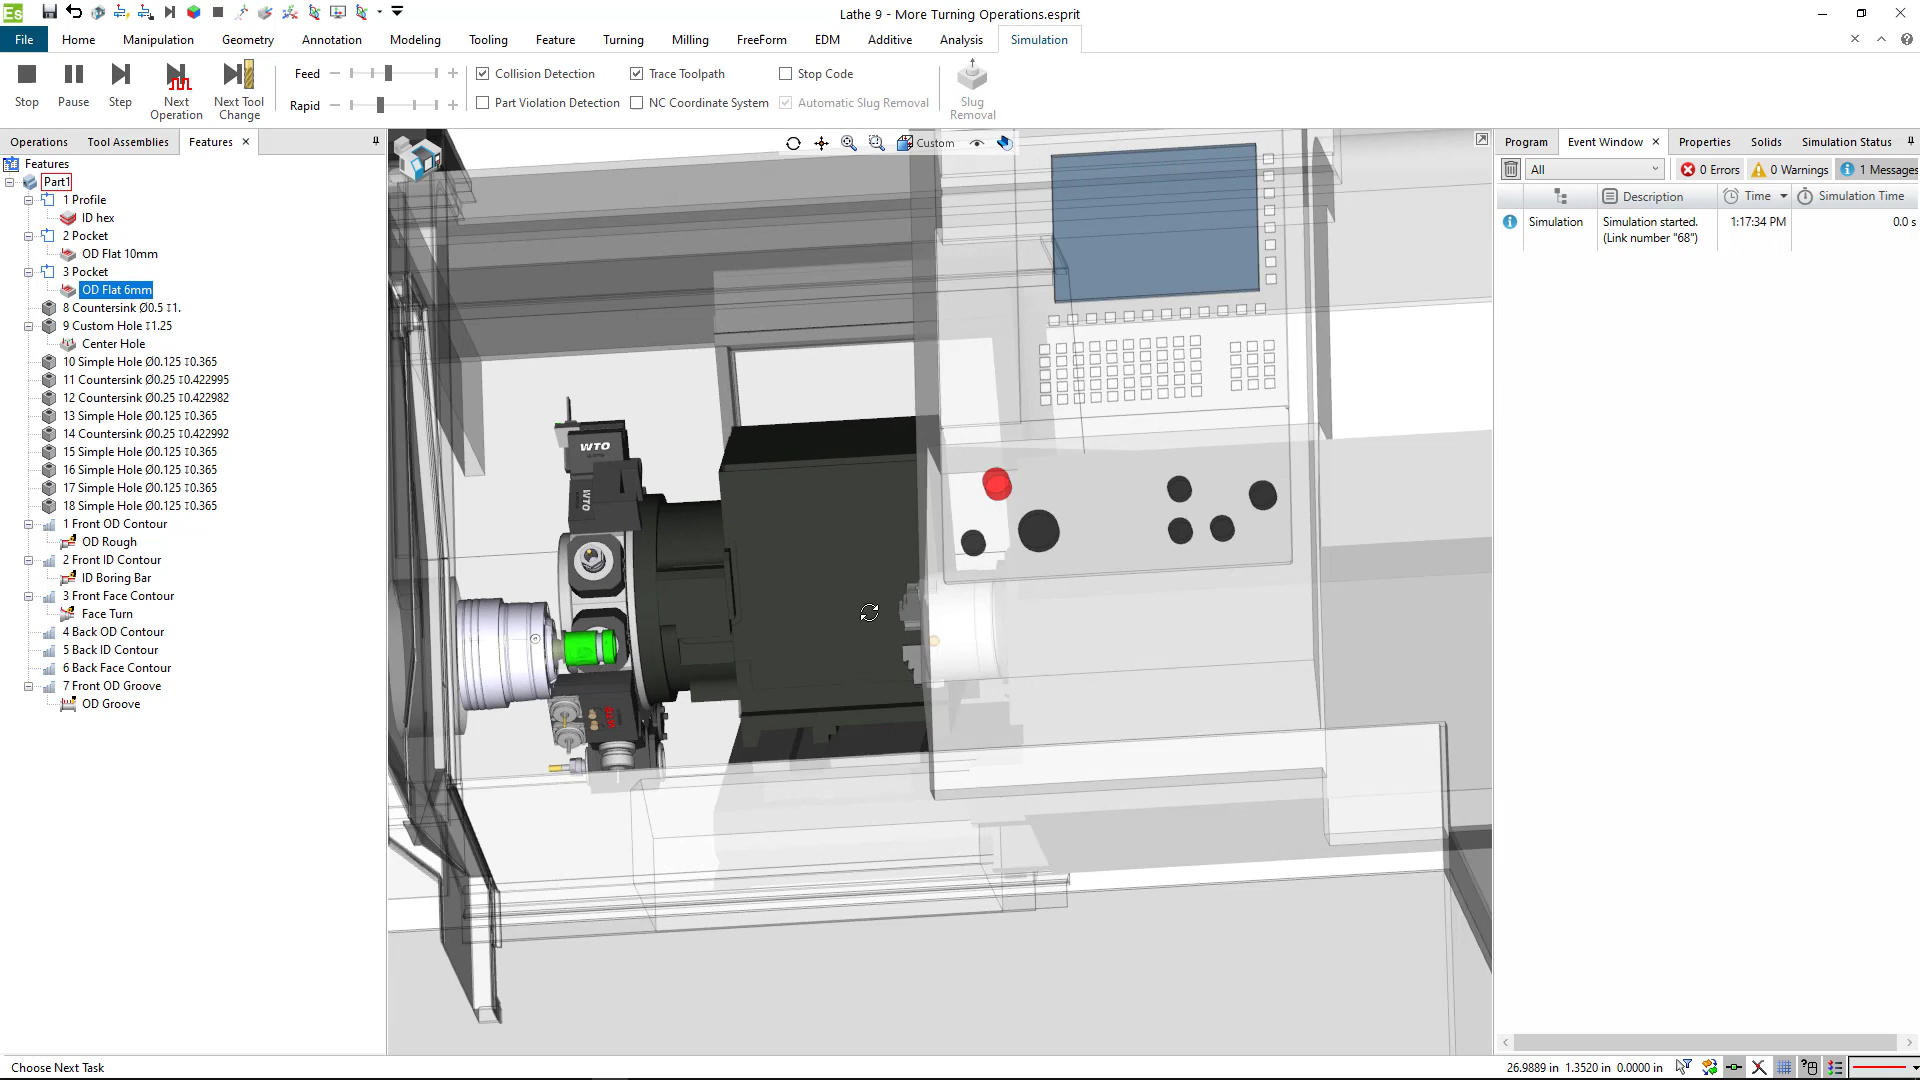 Lathe 9 - More Turning Operations.esprit
File Home Manipulation Geometry Annotation Modeling Tooling Feature Turning Milling FreeForm EDM Additive Analysis Simulation
Stop Pause Step Next Operation Next Tool Change
Feed
Rapid
Collision Detection Trace Toolpath Stop Code
Part Violation Detection NC Coordinate System Automatic Slug Removal
Slug Removal
Operations Tool Assemblies Features
Custom
Program Event Window Properties Solids Simulation Status
All 0 Errors 0 Warnings 1 Messages
Description Time Simulation Time
Simulation Simulation started. 1:17:34 PM 0.0 s
(Link number "68")
Features
Part1
1 Profile
ID hex
2 Pocket
OD Flat 10mm
3 Pocket
OD Flat 6mm
8 Countersink Ø0.5 ↧1.
9 Custom Hole ↧1.25
Center Hole
10 Simple Hole Ø0.125 ↧0.365
11 Countersink Ø0.25 ↧0.422995
12 Countersink Ø0.25 ↧0.422982
13 Simple Hole Ø0.125 ↧0.365
14 Countersink Ø0.25 ↧0.422992
15 Simple Hole Ø0.125 ↧0.365
16 Simple Hole Ø0.125 ↧0.365
17 Simple Hole Ø0.125 ↧0.365
18 Simple Hole Ø0.125 ↧0.365
1 Front OD Contour
OD Rough
2 Front ID Contour
ID Boring Bar
3 Front Face Contour
Face Turn
4 Back OD Contour
5 Back ID Contour
6 Back Face Contour
7 Front OD Groove
OD Groove
WTO
WTO
Choose Next Task
26.9889 in 1.3520 in 0.0000 in